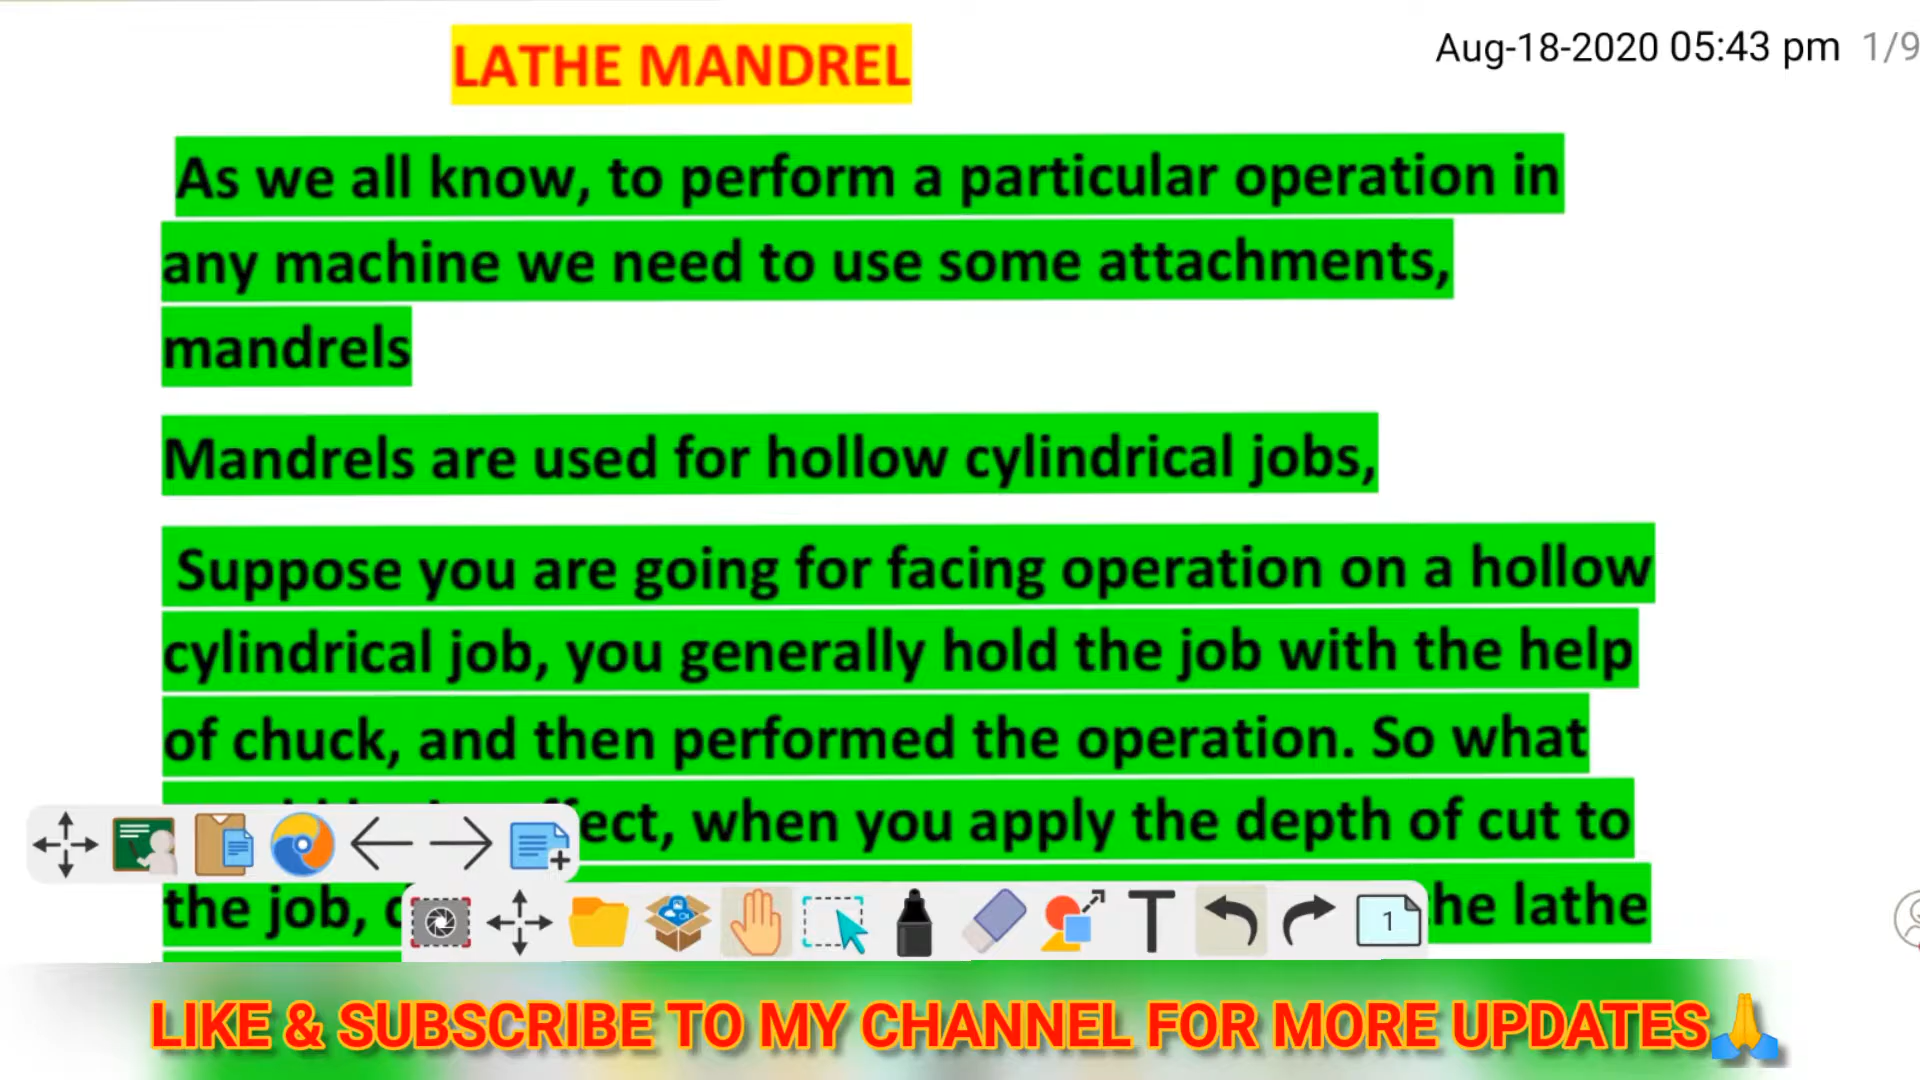 LATHE MANDREL
Aug-18-2020 05:43 pm 1/9
As we all know, to perform a particular operation in
any machine we need to use some attachments,
mandrels
Mandrels are used for hollow cylindrical jobs,
Suppose you are going for facing operation on a hollow
cylindrical job, you generally hold the job with the help
of chuck, and then performed the operation. So what
when you apply the depth of cut to
the job, the lathe
T
1
LIKE & SUBSCRIBE TO MY CHANNEL FOR MORE UPDATES🙏